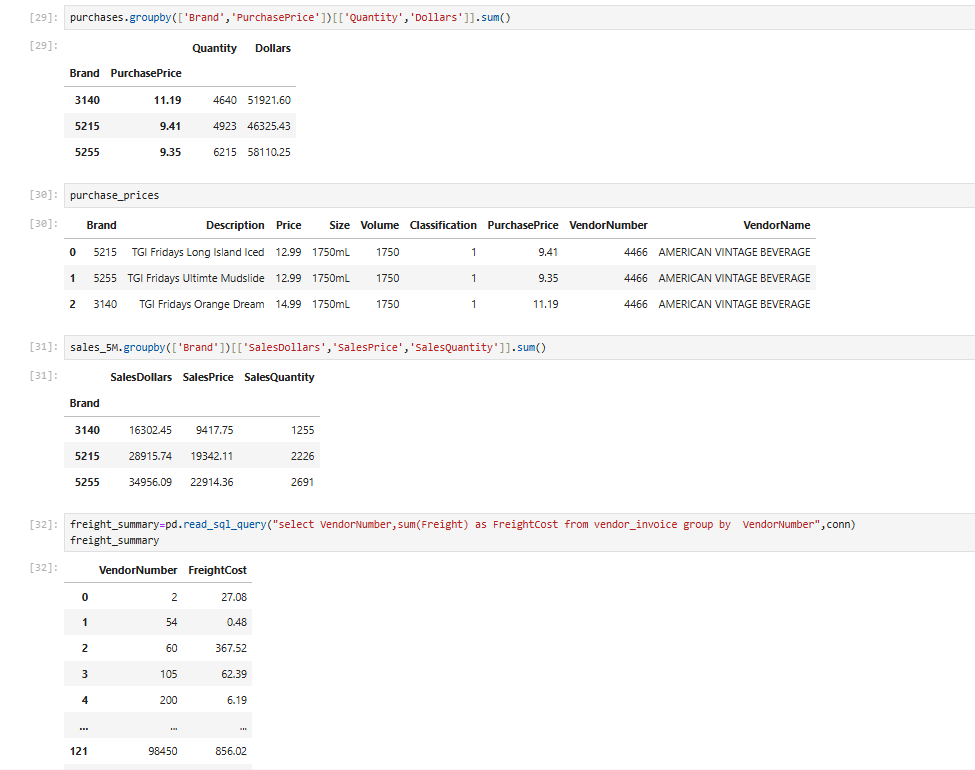 [29]: purchases.groupby(['Brand','PurchasePrice'])[['Quantity','Dollars']].sum()
[29]:
Quantity Dollars
Brand PurchasePrice
3140 11.19 4640 51921.60
5215 9.41 4923 46325.43
5255 9.35 6215 58110.25
[30]: purchase_prices
[30]:
Brand Description Price Size Volume Classification PurchasePrice VendorNumber VendorName
0 5215 TGI Fridays Long Island Iced 12.99 1750mL 1750 1 9.41 4466 AMERICAN VINTAGE BEVERAGE
1 5255 TGI Fridays Ultimte Mudslide 12.99 1750mL 1750 1 9.35 4466 AMERICAN VINTAGE BEVERAGE
2 3140 TGI Fridays Orange Dream 14.99 1750mL 1750 1 11.19 4466 AMERICAN VINTAGE BEVERAGE
[31]: sales_5M.groupby(['Brand'])[['SalesDollars','SalesPrice','SalesQuantity']].sum()
[31]:
SalesDollars SalesPrice SalesQuantity
Brand
3140 16302.45 9417.75 1255
5215 28915.74 19342.11 2226
5255 34956.09 22914.36 2691
[32]: freight_summary=pd.read_sql_query("select VendorNumber,sum(Freight) as FreightCost from vendor_invoice group by  VendorNumber",conn)
freight_summary
[32]:
VendorNumber FreightCost
0 2 27.08
1 54 0.48
2 60 367.52
3 105 62.39
4 200 6.19
... ... ...
121 98450 856.02